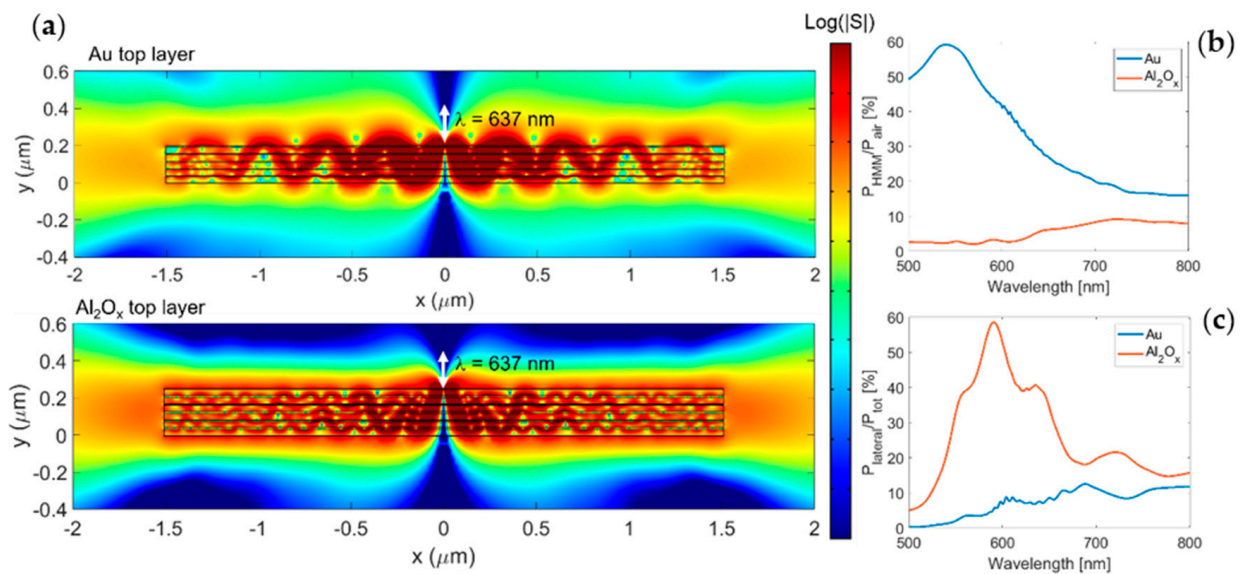 (a)
Au top layer
Log(|S|)
0.6
0.4
0.2
0
-0.2
-0.4
y (μm)
λ = 637 nm
-2 -1.5 -1 -0.5 0 0.5 1 1.5 2
x (μm)
Al₂Oₓ top layer
0.6
0.4
0.2
0
-0.2
-0.4
y (μm)
λ = 637 nm
-2 -1.5 -1 -0.5 0 0.5 1 1.5 2
x (μm)
(b)
60
50
40
30
20
10
0
P_HMM/P_air [%]
Au
Al₂Oₓ
500 600 700 800
Wavelength [nm]
(c)
60
50
40
30
20
10
0
P_lateral/P_tot [%]
Au
Al₂Oₓ
500 600 700 800
Wavelength [nm]